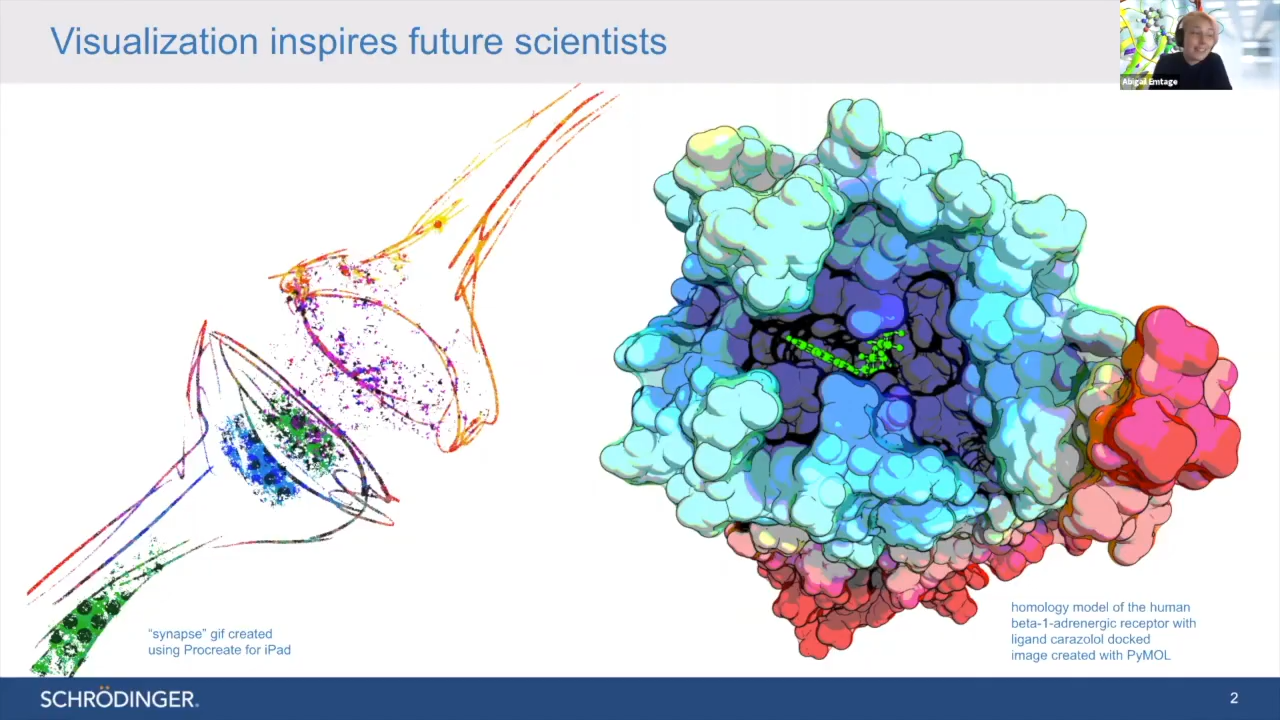 Visualization inspires future scientists
Abigail Emtage
"synapse" gif created
using Procreate for iPad
homology model of the human
beta-1-adrenergic receptor with
ligand carazolol docked
image created with PyMOL
SCHRÖDINGER.
2